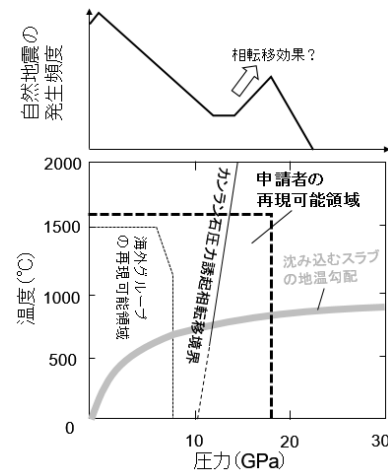 自然地震の
発生頻度
相転移効果?
2000
1500
1000
500
0
温度(℃)
海外グループ
の再現可能領域
カンラン石圧力誘起相転移境界
申請者の
再現可能領域
沈み込むスラブ
の地温勾配
10
20
30
圧力(GPa)